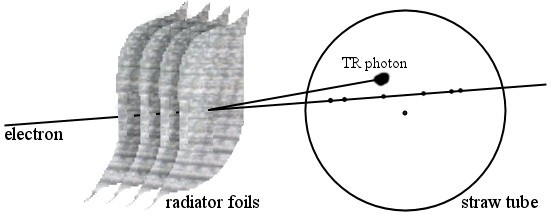 TR photon
electron
radiator foils
straw tube